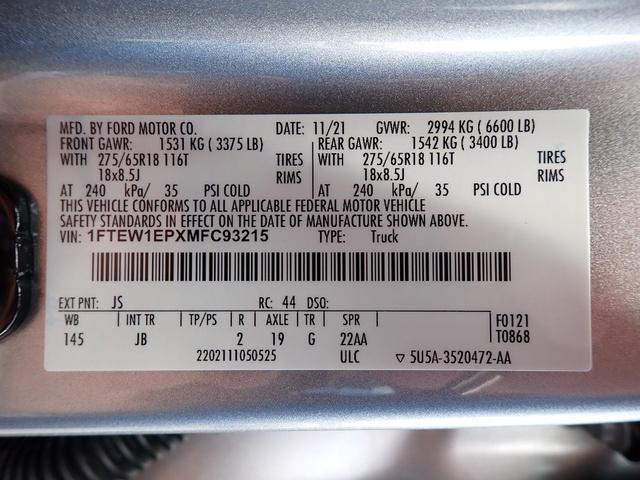 MFD. BY FORD MOTOR CO. DATE: 11/21 GVWR: 2994 KG ( 6600 LB)
FRONT GAWR: 1531 KG ( 3375 LB) REAR GAWR: 1542 KG ( 3400 LB)
WITH 275/65R18 116T TIRES WITH 275/65R18 116T TIRES
18x8.5J RIMS 18x8.5J RIMS
AT 240 kPa/ 35 PSI COLD AT 240 kPa/ 35 PSI COLD
THIS VEHICLE CONFORMS TO ALL APPLICABLE FEDERAL MOTOR VEHICLE
SAFETY STANDARDS IN EFFECT ON THE DATE OF MANUFACTURE SHOWN ABOVE.
VIN: 1FTEW1EPXMFC93215 TYPE: Truck
EXT PNT: JS RC: 44 DSO:
WB INT TR TP/PS R AXLE TR SPR F0121
145 JB 2 19 G 22AA T0868
2202111050525 ULC ▽ 5U5A-3520472-AA